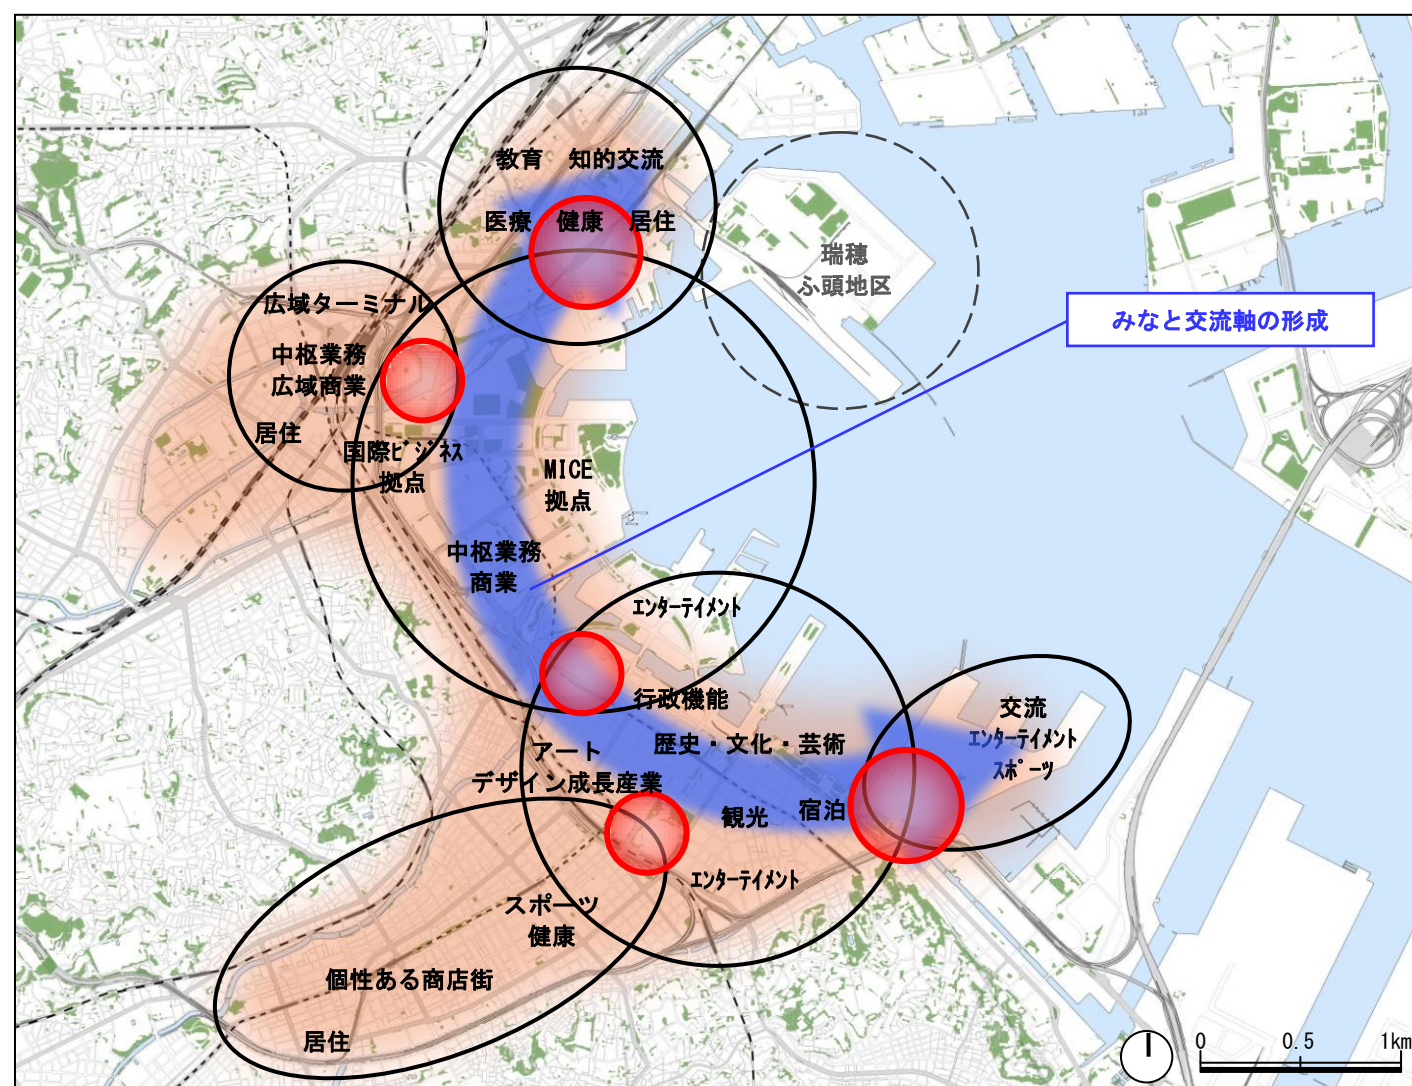 教育　知的交流
医療　健康　居住
瑞穂
ふ頭地区
みなと交流軸の形成
広域ターミナル
中枢業務
広域商業
居住
国際ﾋﾞｼﾞﾈｽ
拠点
MICE
拠点
中枢業務
商業
ｴﾝﾀｰﾃｲﾒﾝﾄ
行政機能
歴史・文化・芸術
アート
デザイン成長産業
観光
宿泊
交流
ｴﾝﾀｰﾃｲﾒﾝﾄ
ｽﾎﾟｰﾂ
ｴﾝﾀｰﾃｲﾒﾝﾄ
スポーツ
健康
個性ある商店街
居住
0 0.5 1km